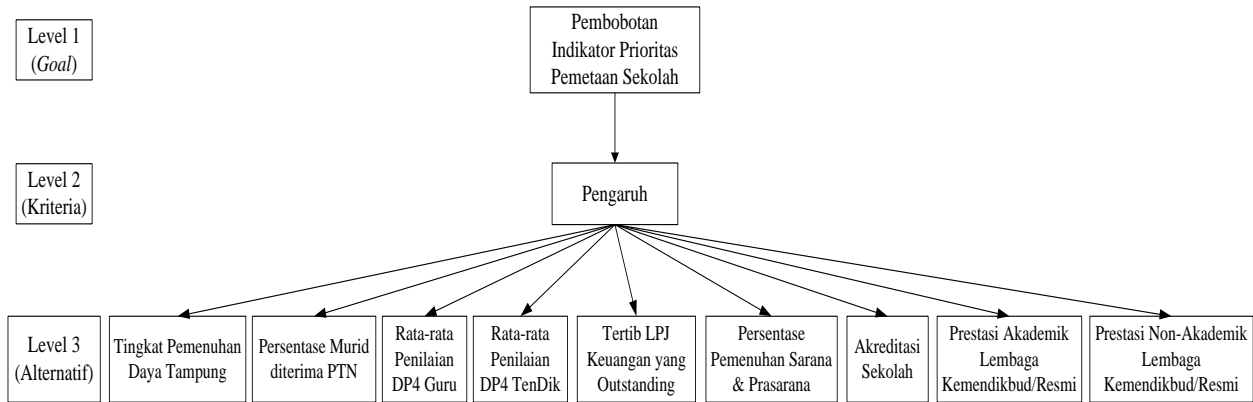 Level 1
(Goal)
Pembobotan
Indikator Prioritas
Pemetaan Sekolah
Level 2
(Kriteria)
Pengaruh
Level 3
(Alternatif)
Tingkat Pemenuhan
Daya Tampung
Persentase Murid
diterima PTN
Rata-rata
Penilaian
DP4 Guru
Rata-rata
Penilaian
DP4 TenDik
Tertib LPJ
Keuangan yang
Outstanding
Persentase
Pemenuhan Sarana
& Prasarana
Akreditasi
Sekolah
Prestasi Akademik
Lembaga
Kemendikbud/Resmi
Prestasi Non-Akademik
Lembaga
Kemendikbud/Resmi